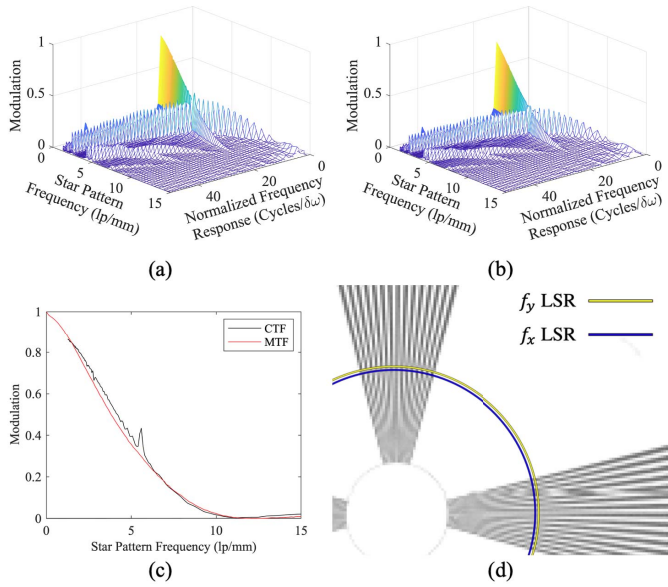 1
0.5
0
Modulation
0
5
10
15
Star Pattern
Frequency (lp/mm)
40
20
0
Normalized Frequency
Response (Cycles/δω)
(a)
1
0.5
0
Modulation
0
5
10
15
Star Pattern
Frequency (lp/mm)
40
20
0
Normalized Frequency
Response (Cycles/δω)
(b)
1
0.8
0.6
0.4
0.2
0
Modulation
CTF
MTF
0
5
10
15
Star Pattern Frequency (lp/mm)
(c)
f_y LSR
f_x LSR
(d)